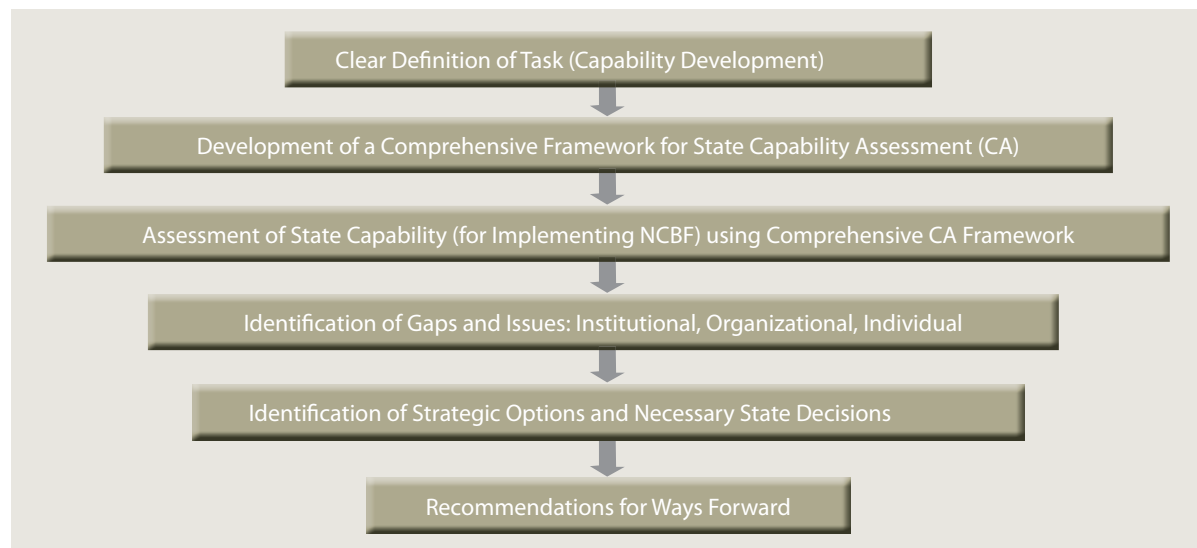 Clear Definition of Task (Capability Development)
Development of a Comprehensive Framework for State Capability Assessment (CA)
Assessment of State Capability (for Implementing NCBF) using Comprehensive CA Framework
Identification of Gaps and Issues: Institutional, Organizational, Individual
Identification of Strategic Options and Necessary State Decisions
Recommendations for Ways Forward